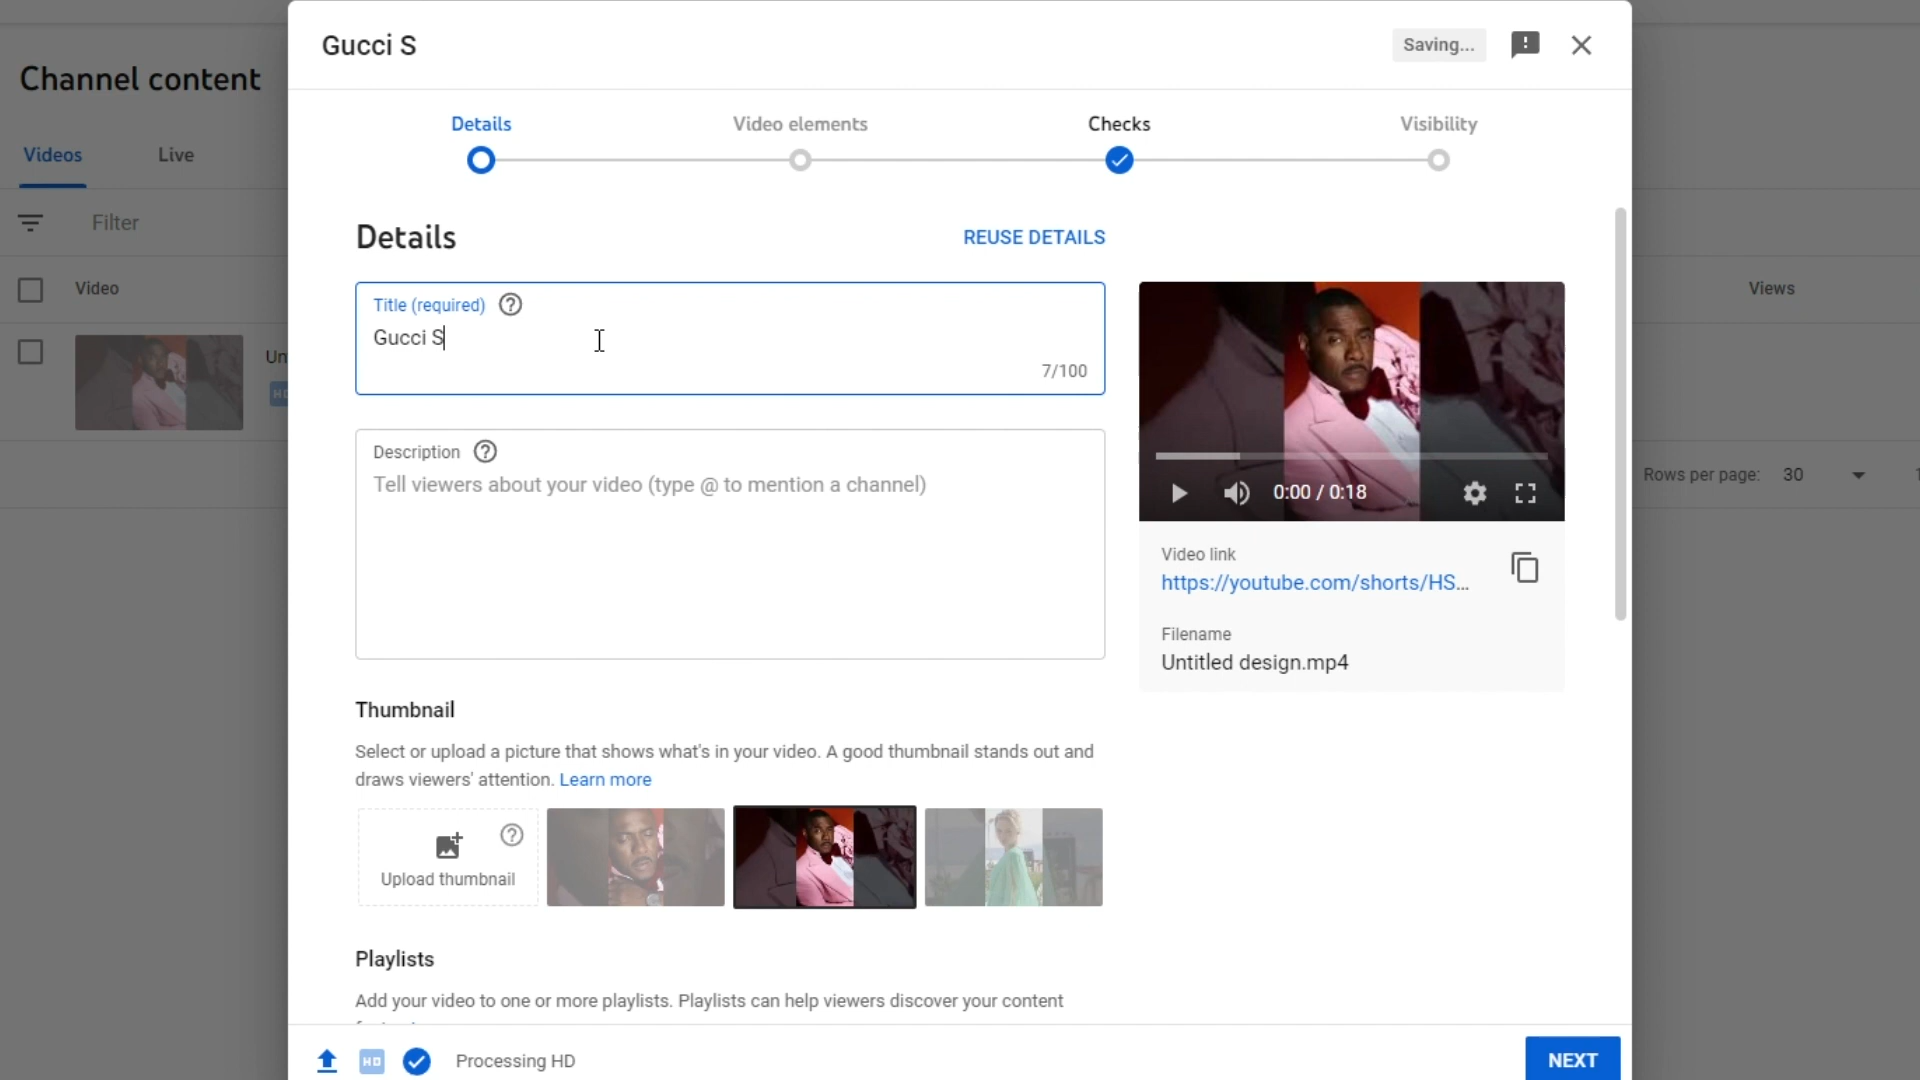 Gucci S
Saving...
Channel content
Details
Video elements
Checks
Visibility
Videos
Live
Filter
Details
REUSE DETAILS
Video
Views
Title (required)
Gucci S
7/100
Un
HD
Description
Tell viewers about your video (type @ to mention a channel)
0:00 / 0:18
Rows per page: 30
Video link
https://youtube.com/shorts/HS...
Filename
Untitled design.mp4
Thumbnail
Select or upload a picture that shows what's in your video. A good thumbnail stands out and
draws viewers' attention. Learn more
Upload thumbnail
Playlists
Add your video to one or more playlists. Playlists can help viewers discover your content
HD
Processing HD
NEXT